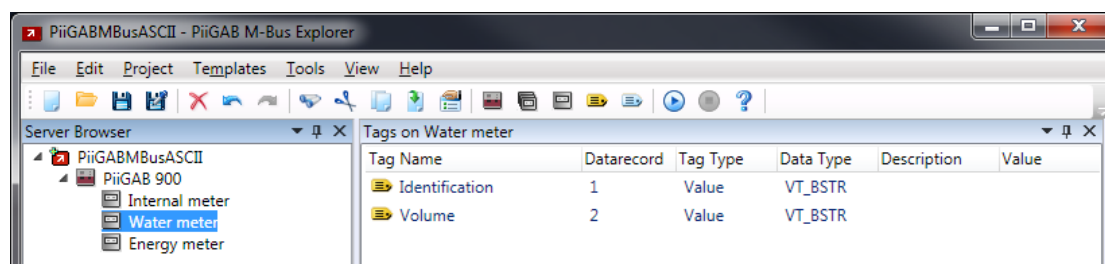 PiiGABMBusASCII - PiiGAB M-Bus Explorer
File Edit Project Templates Tools View Help
Server Browser
PiiGABMBusASCII
PiiGAB 900
Internal meter
Water meter
Energy meter
Tags on Water meter
Tag Name Datarecord Tag Type Data Type Description Value
Identification 1 Value VT_BSTR
Volume 2 Value VT_BSTR